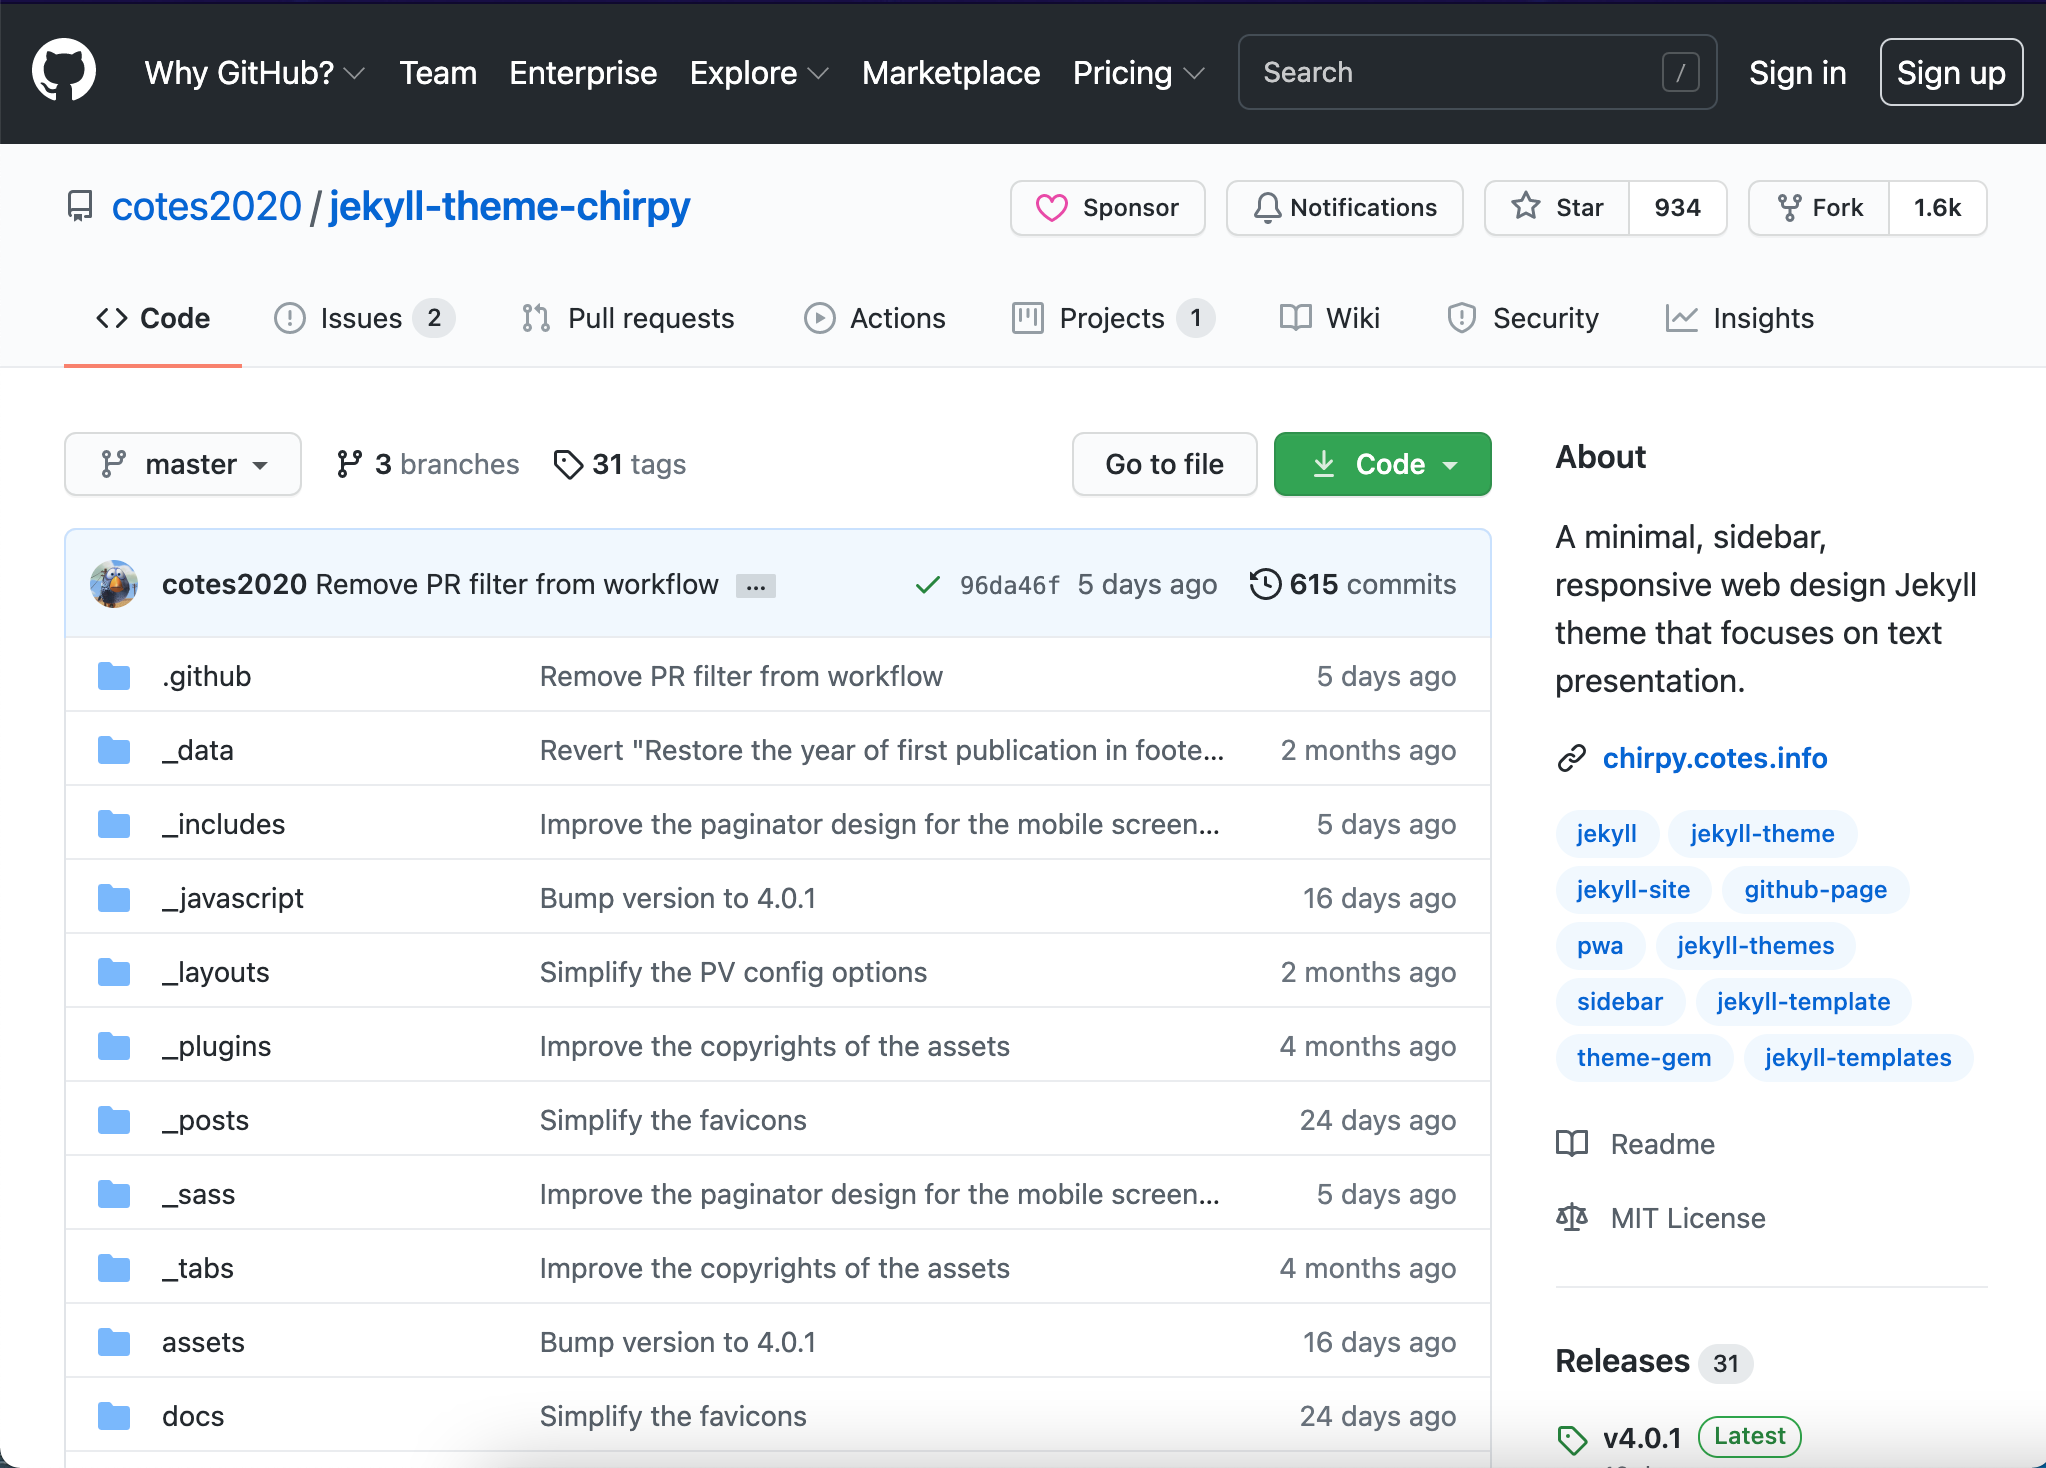 Why GitHub? Team Enterprise Explore Marketplace Pricing Search / Sign in Sign up
cotes2020 / jekyll-theme-chirpy Sponsor Notifications Star 934 Fork 1.6k
Code Issues 2 Pull requests Actions Projects 1 Wiki Security Insights
master 3 branches 31 tags Go to file Code
cotes2020 Remove PR filter from workflow ... 96da46f 5 days ago 615 commits
.github Remove PR filter from workflow 5 days ago
_data Revert "Restore the year of first publication in foote... 2 months ago
_includes Improve the paginator design for the mobile screen... 5 days ago
_javascript Bump version to 4.0.1 16 days ago
_layouts Simplify the PV config options 2 months ago
_plugins Improve the copyrights of the assets 4 months ago
_posts Simplify the favicons 24 days ago
_sass Improve the paginator design for the mobile screen... 5 days ago
_tabs Improve the copyrights of the assets 4 months ago
assets Bump version to 4.0.1 16 days ago
docs Simplify the favicons 24 days ago
About
A minimal, sidebar,
responsive web design Jekyll
theme that focuses on text
presentation.
chirpy.cotes.info
jekyll jekyll-theme
jekyll-site github-page
pwa jekyll-themes
sidebar jekyll-template
theme-gem jekyll-templates
Readme
MIT License
Releases 31
v4.0.1 Latest